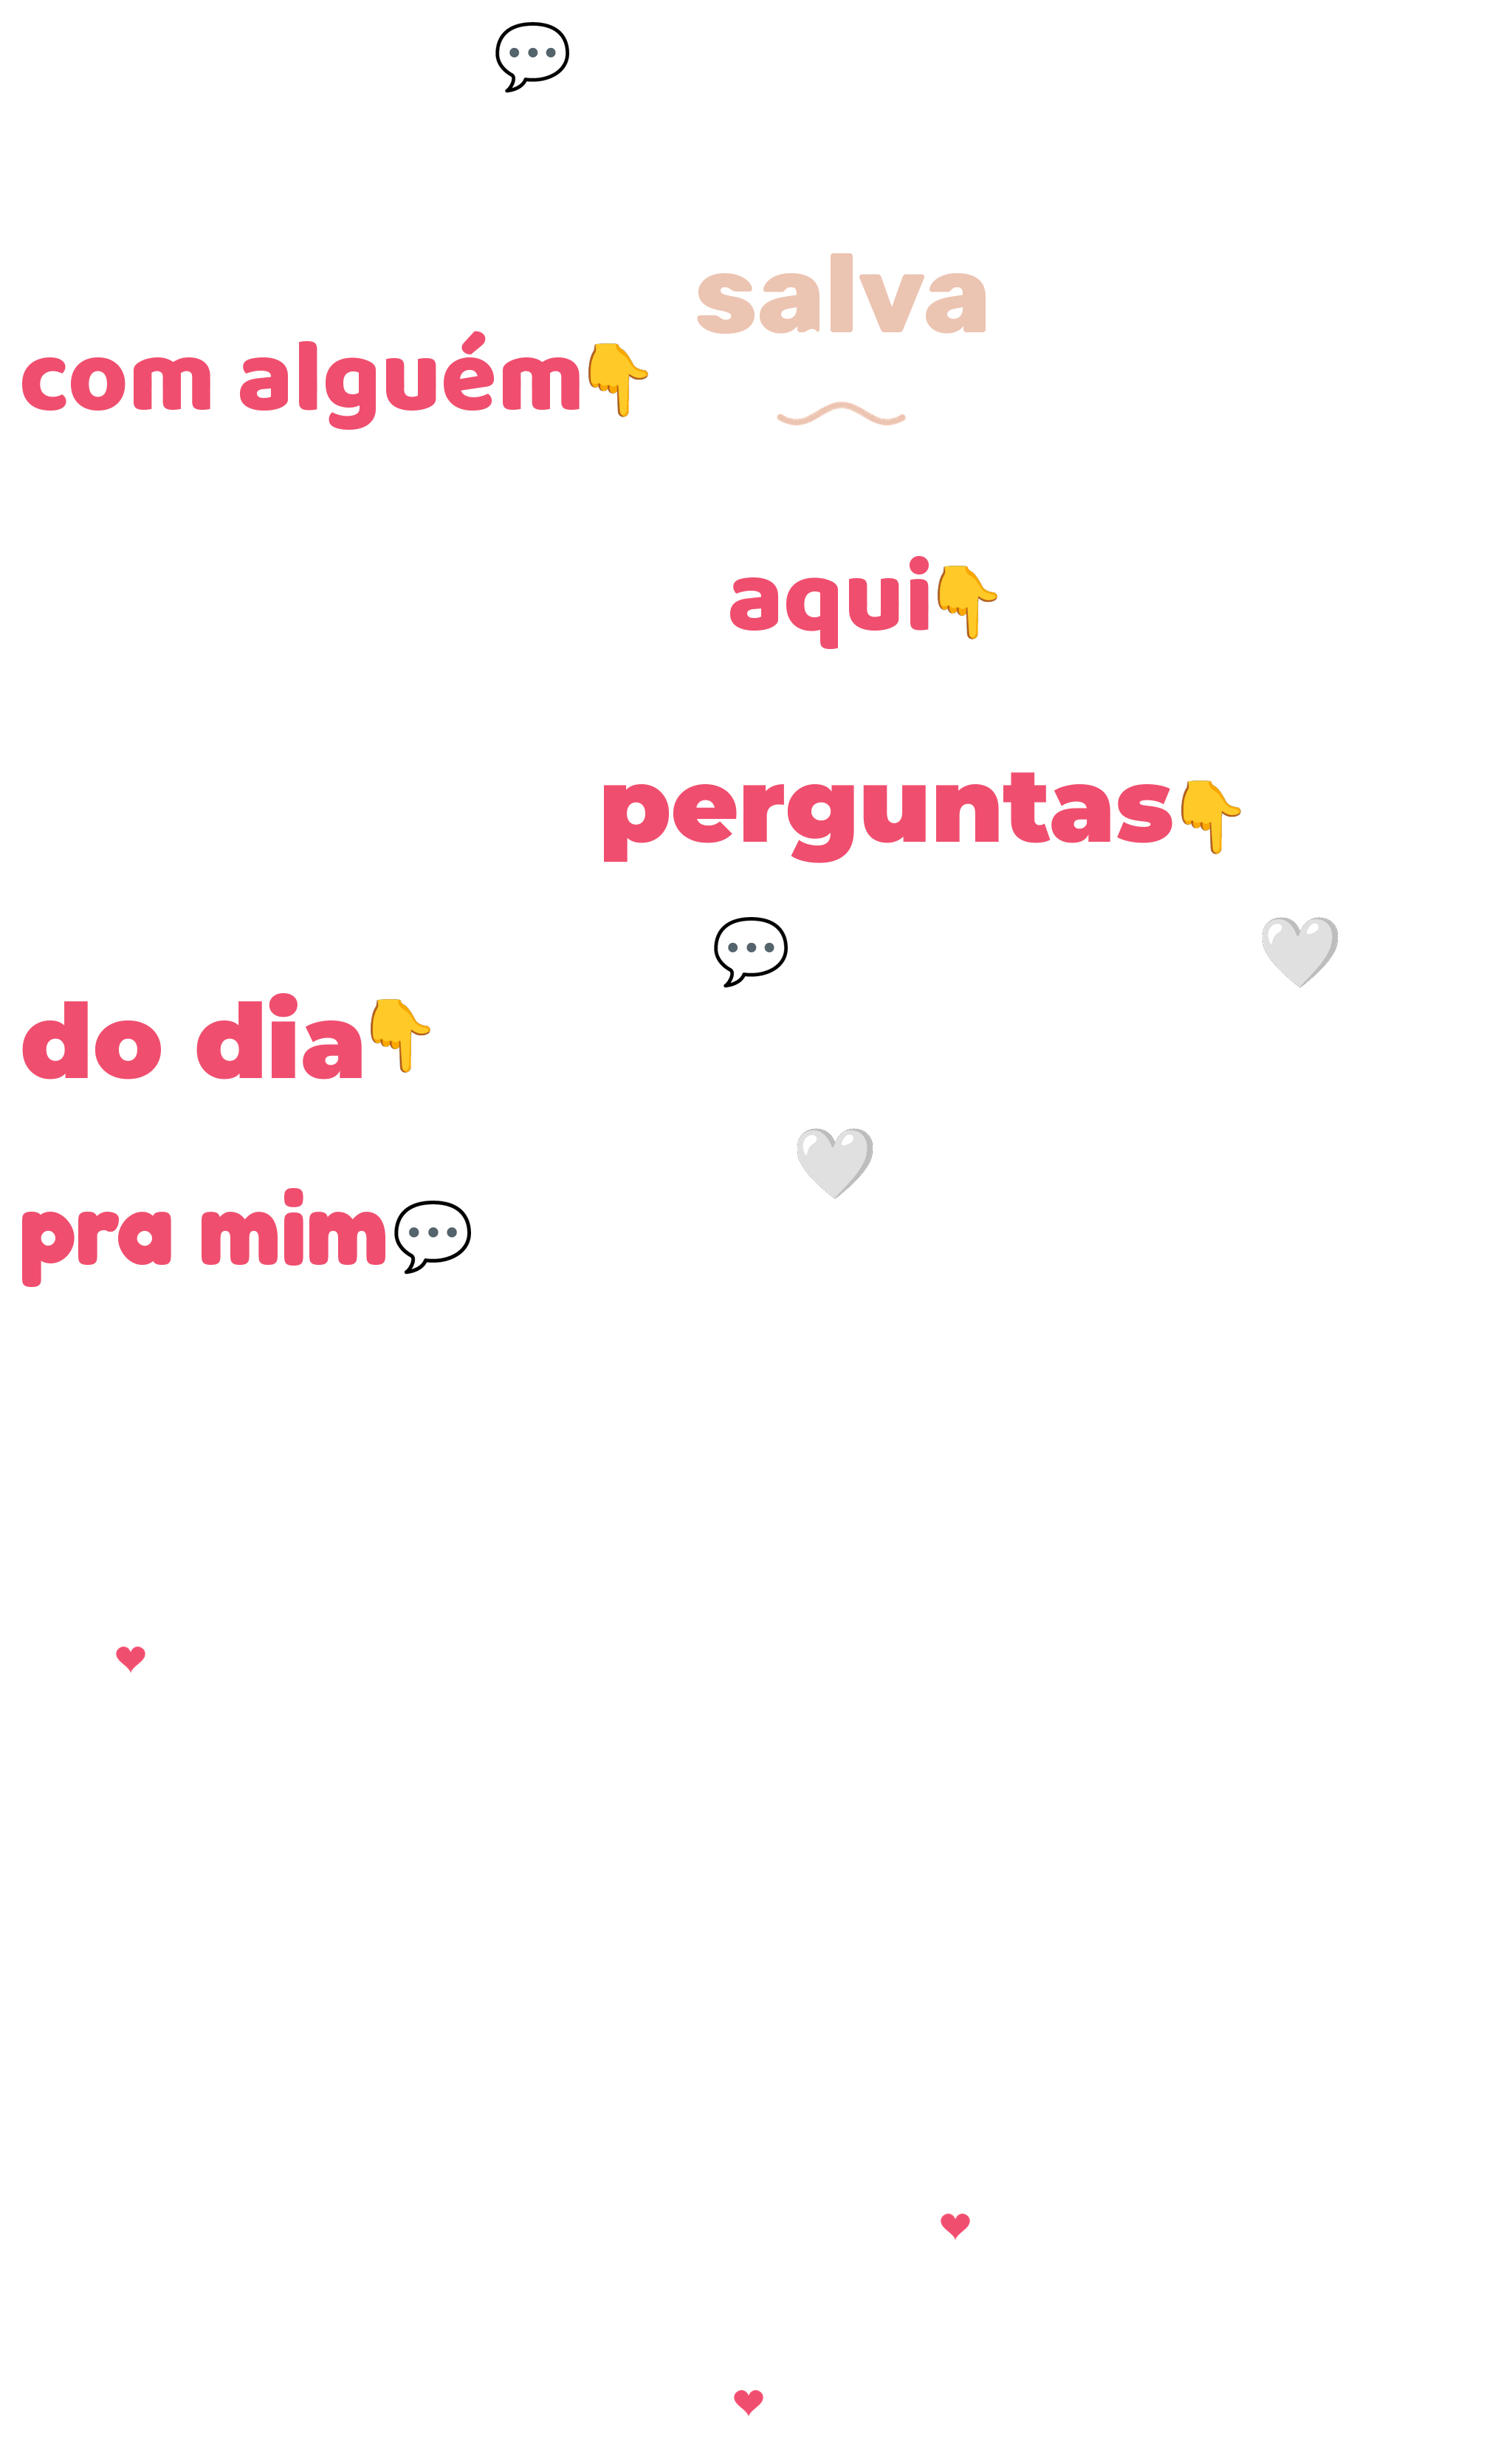 💬
salva
com alguém👇
aqui👇
perguntas👇
💬 🤍
do dia👇
🤍
pra mim💬